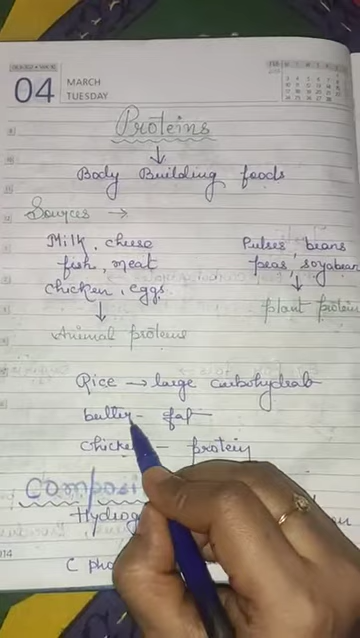 04
MARCH
TUESDAY
Proteins
Body Building foods
Sources →
Milk, cheese Pulses beans
fish, meat peas, soyabean
chicken, eggs.
plant protein
Animal proteins
Rice → large carbohydrate
butter - fat
chicken - protein
Composi
Hydrog
C pho